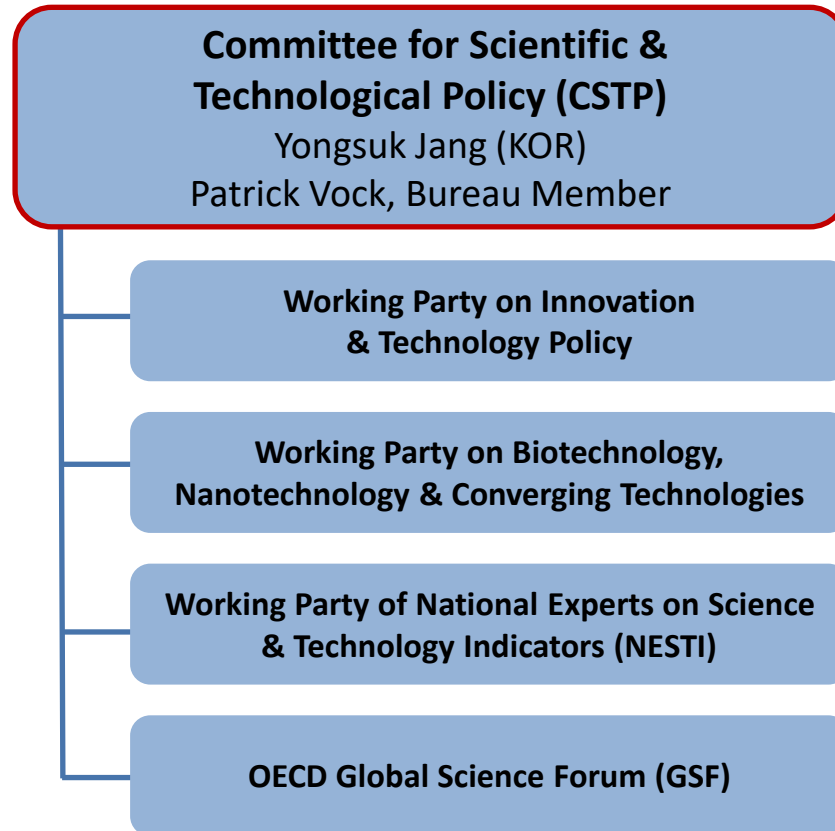 Committee for Scientific &
Technological Policy (CSTP)
Yongsuk Jang (KOR)
Patrick Vock, Bureau Member
Working Party on Innovation
& Technology Policy
Working Party on Biotechnology,
Nanotechnology & Converging Technologies
Working Party of National Experts on Science
& Technology Indicators (NESTI)
OECD Global Science Forum (GSF)